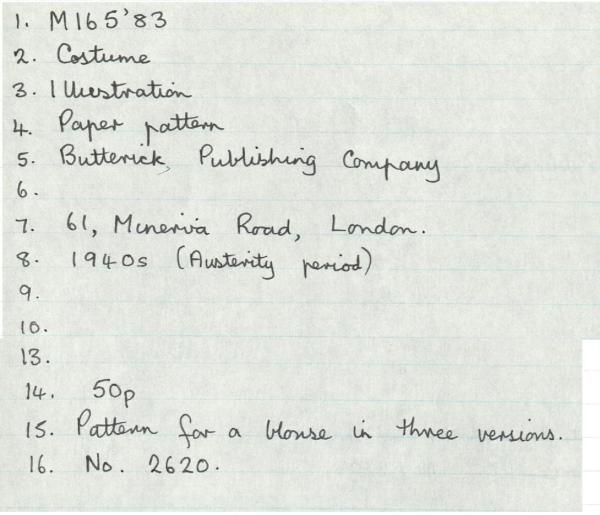 1. M165'83
2. Costume
3. Illustration
4. Paper pattern
5. Butterick, Publishing Company
6.
7. 61, Minerva Road, London.
8. 1940s (Austerity period)
9.
10.
13.
14. 50p
15. Pattern for a blouse in three versions.
16. No. 2620.